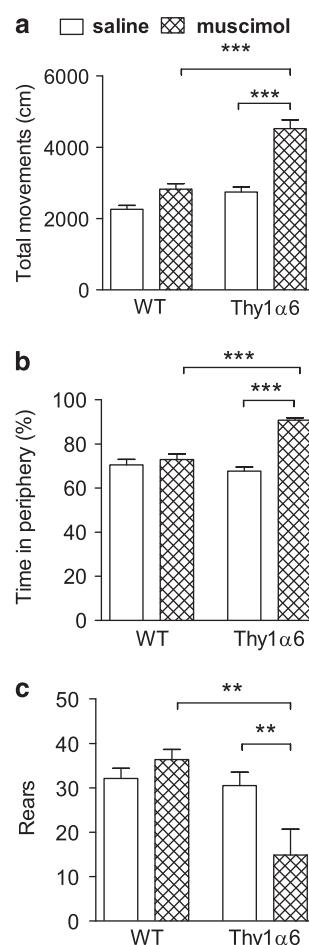 a
saline muscimol
***
***
Total movements (cm)
6000
4000
2000
0
WT Thy1α6
b
***
***
Time in periphery (%)
100
80
60
40
20
0
WT Thy1α6
c
**
**
Rears
50
40
30
20
10
0
WT Thy1α6